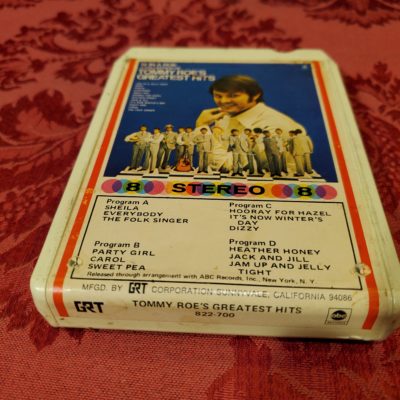 TOMMY ROE'S
GREATEST HITS
8 STEREO 8
Program A
SHEILA
EVERYBODY
THE FOLK SINGER
Program B
PARTY GIRL
CAROL
SWEET PEA
Program C
HOORAY FOR HAZEL
IT'S NOW WINTER'S
DAY
DIZZY
Program D
HEATHER HONEY
JACK AND JILL
JAM UP AND JELLY
TIGHT
Released through arrangement with ABC Records, Inc., New York, N.Y.
MFGD. BY GRT CORPORATION SUNNYVALE, CALIFORNIA 94086
GRT TOMMY ROE'S GREATEST HITS abc
822-700